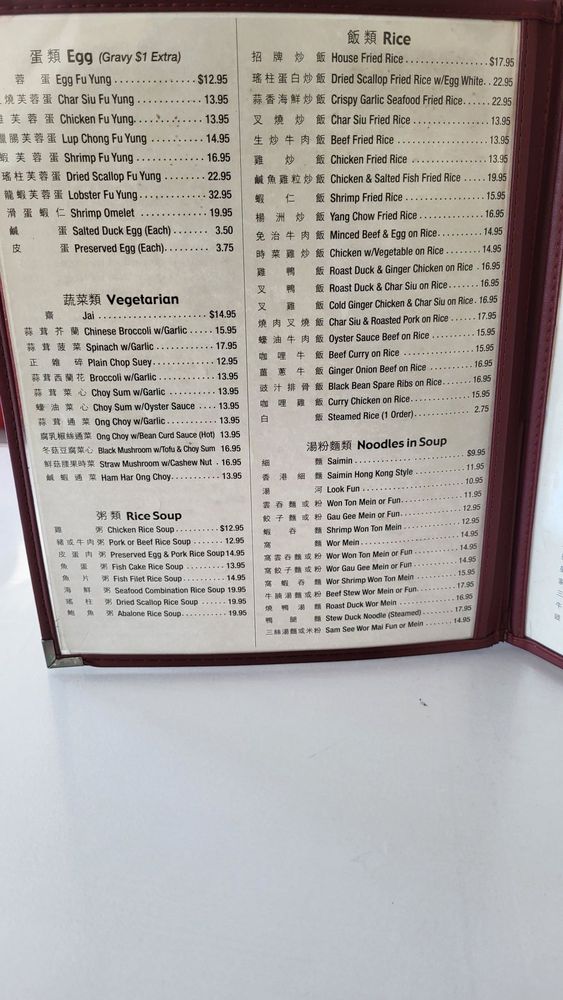 蛋類 Egg (Gravy $1 Extra)
蓉蛋 Egg Fu Yung $12.95
燒芙蓉蛋 Char Siu Fu Yung 13.95
芙蓉蛋 Chicken Fu Yung 13.95
腸芙蓉蛋 Lup Chong Fu Yung 14.95
蝦芙蓉蛋 Shrimp Fu Yung 16.95
瑤柱芙蓉蛋 Dried Scallop Fu Yung 22.95
龍蝦芙蓉蛋 Lobster Fu Yung 32.95
滑蛋蝦仁 Shrimp Omelet 19.95
鹹蛋 Salted Duck Egg (Each) 3.50
皮蛋 Preserved Egg (Each) 3.75
蔬菜類 Vegetarian
齋 Jai $14.95
蒜茸芥蘭 Chinese Broccoli w/Garlic 15.95
蒜茸菠菜 Spinach w/Garlic 17.95
正雜碎 Plain Chop Suey 12.95
蒜茸西蘭花 Broccoli w/Garlic 13.95
蒜茸菜心 Choy Sum w/Garlic 13.95
蠔油菜心 Choy Sum w/Oyster Sauce 13.95
蒜茸通菜 Ong Choy w/Garlic 13.95
腐乳椒絲通菜 Ong Choy w/Bean Curd Sauce (Hot) 13.95
冬菇豆腐菜心 Black Mushroom w/Tofu & Choy Sum 16.95
鮮菇腰果時菜 Straw Mushroom w/Cashew Nut 16.95
鹹蝦通菜 Ham Har Ong Choy 13.95
粥類 Rice Soup
雞粥 Chicken Rice Soup $12.95
豬或牛肉粥 Pork or Beef Rice Soup 12.95
皮蛋肉粥 Preserved Egg & Pork Rice Soup 14.95
魚蛋粥 Fish Cake Rice Soup 13.95
魚片粥 Fish Filet Rice Soup 14.95
海鮮粥 Seafood Combination Rice Soup 19.95
瑤柱粥 Dried Scallop Rice Soup 19.95
鮑魚粥 Abalone Rice Soup 19.95
飯類 Rice
招牌炒飯 House Fried Rice $17.95
瑤柱蛋白炒飯 Dried Scallop Fried Rice w/Egg White 22.95
蒜香海鮮炒飯 Crispy Garlic Seafood Fried Rice 22.95
叉燒炒飯 Char Siu Fried Rice 13.95
生炒牛肉飯 Beef Fried Rice 13.95
雞炒飯 Chicken Fried Rice 13.95
鹹魚雞粒炒飯 Chicken & Salted Fish Fried Rice 19.95
蝦仁飯 Shrimp Fried Rice 15.95
楊洲炒飯 Yang Chow Fried Rice 16.95
免治牛肉飯 Minced Beef & Egg on Rice 14.95
時菜雞炒飯 Chicken w/Vegetable on Rice 14.95
雞鴨飯 Roast Duck & Ginger Chicken on Rice 16.95
叉鴨飯 Roast Duck & Char Siu on Rice 16.95
叉雞飯 Cold Ginger Chicken & Char Siu on Rice 16.95
燒肉叉燒飯 Char Siu & Roasted Pork on Rice 17.95
蠔油牛肉飯 Oyster Sauce Beef on Rice 15.95
咖喱牛飯 Beef Curry on Rice 15.95
薑蔥牛飯 Ginger Onion Beef on Rice 16.95
豉汁排骨飯 Black Bean Spare Ribs on Rice 16.95
咖喱雞飯 Curry Chicken on Rice 15.95
白飯 Steamed Rice (1 Order) 2.75
湯粉麵類 Noodles in Soup
細麵 Saimin $9.95
香港細麵 Saimin Hong Kong Style 11.95
湯河 Look Fun 10.95
雲吞麵或粉 Won Ton Mein or Fun 11.95
餃子麵或粉 Gau Gee Mein or Fun 12.95
蝦吞麵 Shrimp Won Ton Mein 12.95
窩麵 Wor Mein 14.95
窩雲吞麵或粉 Wor Won Ton Mein or Fun 14.95
窩餃子麵或粉 Wor Gau Gee Mein or Fun 14.95
窩蝦吞麵 Wor Shrimp Won Ton Mein 15.95
牛腩湯麵或粉 Beef Stew Wor Mein or Fun 17.95
燒鴨湯麵 Roast Duck Wor Mein 16.95
鴨腿麵 Stew Duck Noodle (Steamed) 17.95
三絲湯麵或米粉 Sam See Wor Mai Fun or Mein 14.95